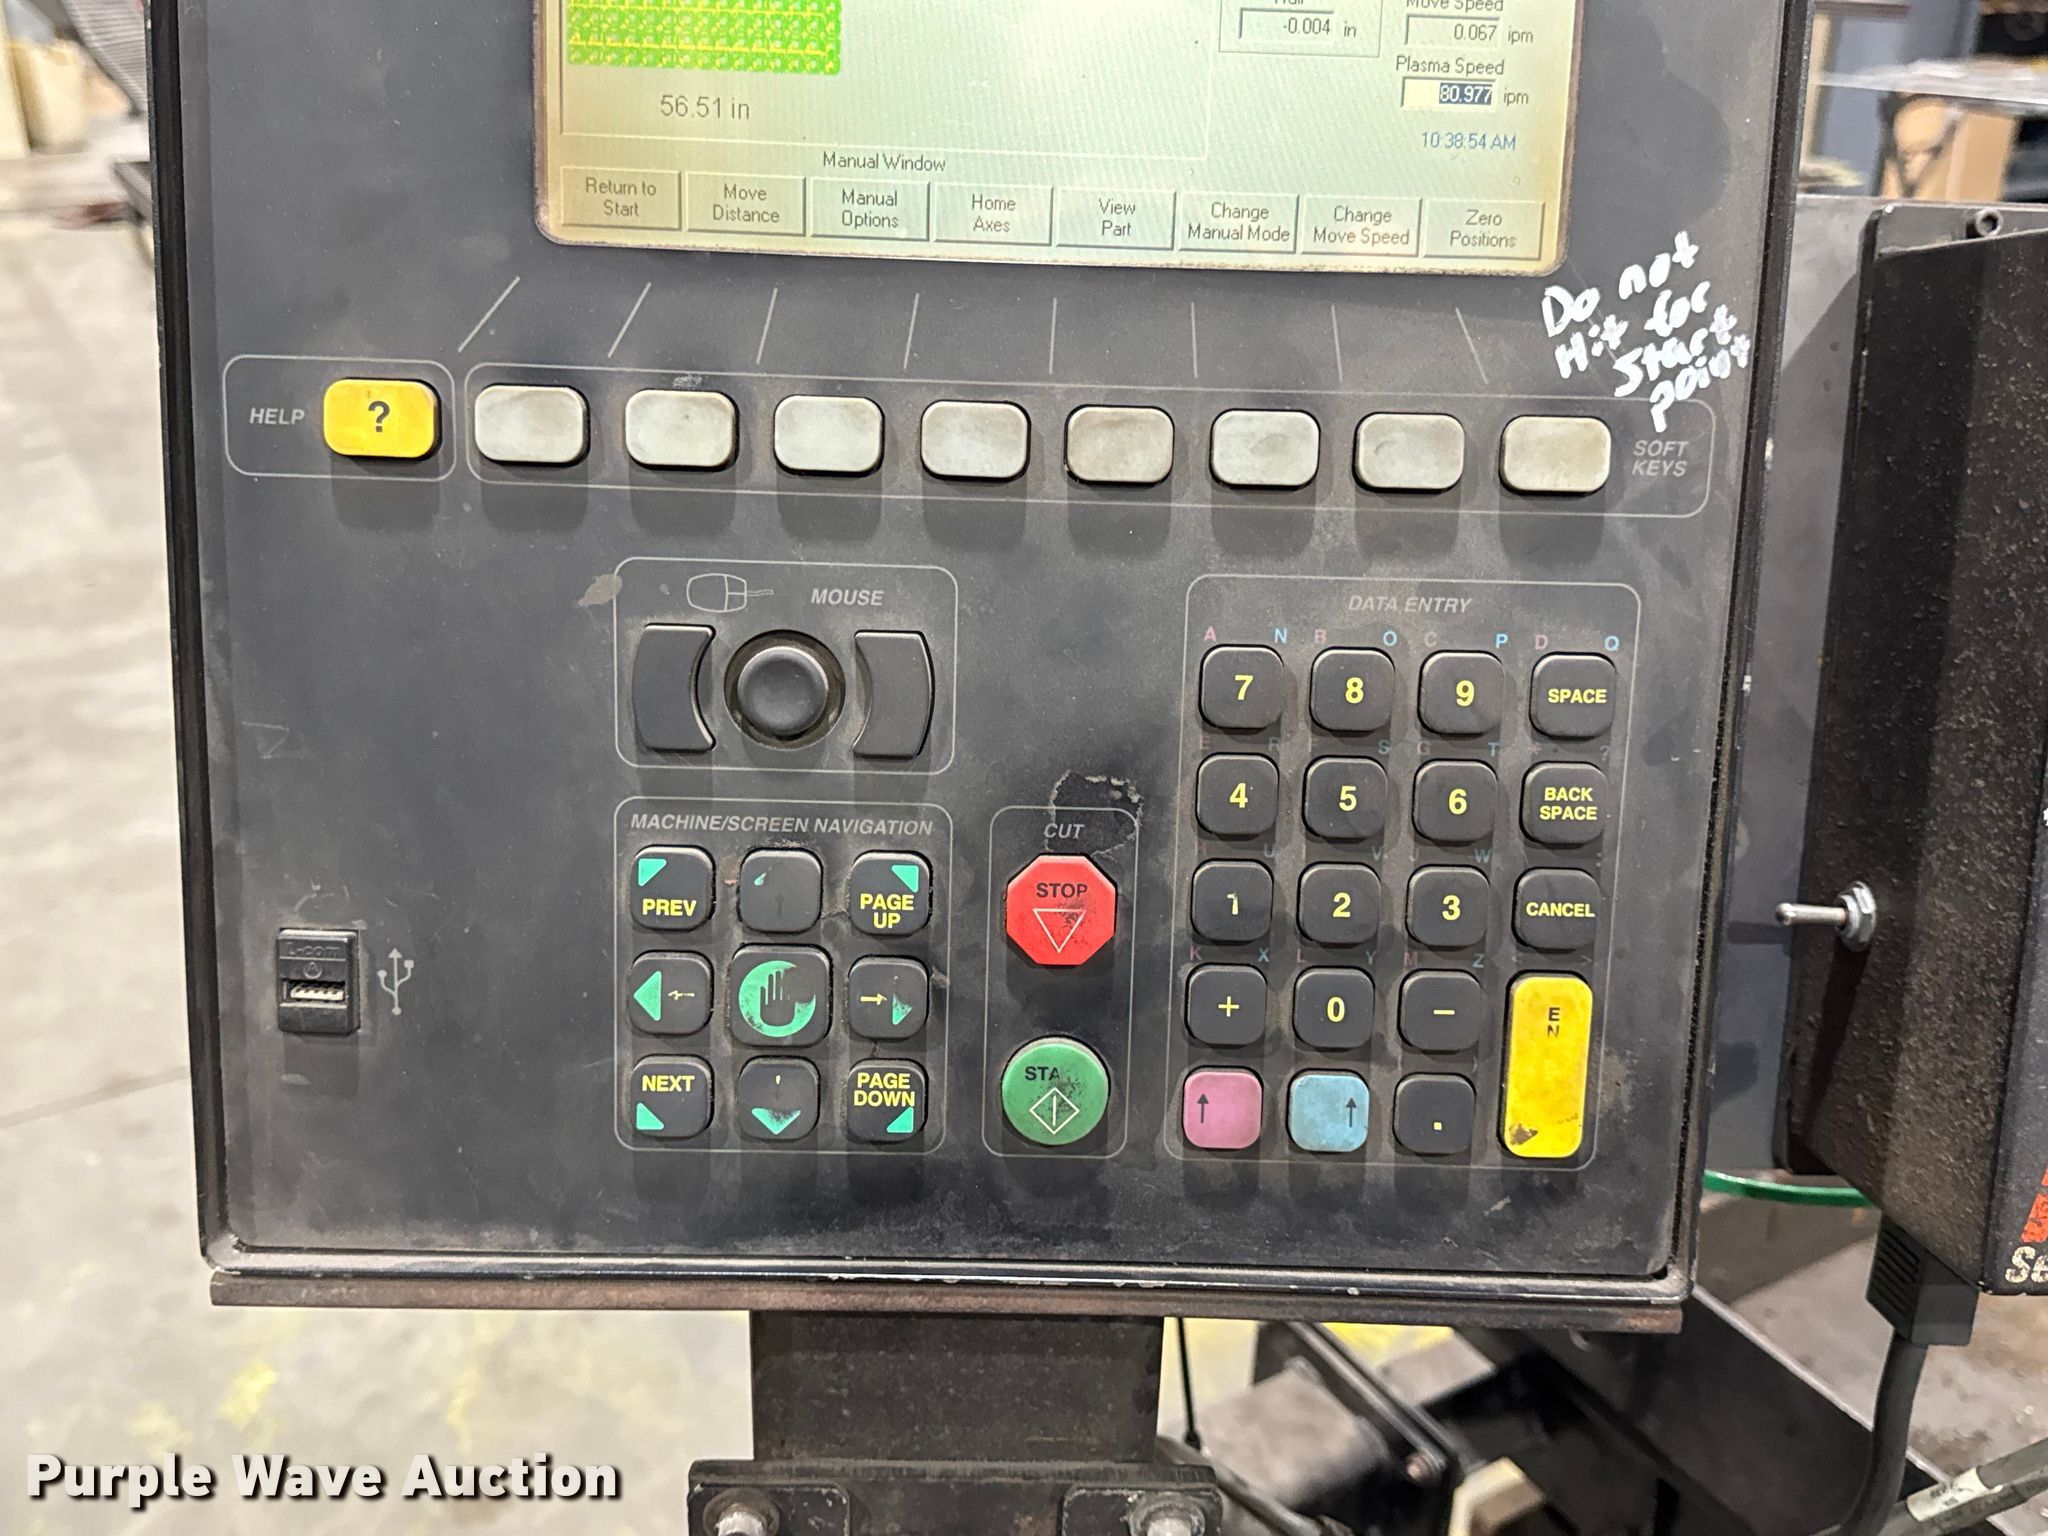 Move Speed
-0.004 in
0.067 ipm
Plasma Speed
80.977 ipm
56.51 in
10:38:54 AM
Manual Window
Return to
Start
Move
Distance
Manual
Options
Home
Axes
View
Part
Change
Manual Mode
Change
Move Speed
Zero
Positions
Do not
Hit for
Start
point
HELP
?
SOFT
KEYS
MOUSE
DATA ENTRY
A N B O C P D Q
7 8 9 SPACE
R S G T ?
4 5 6 BACK
SPACE
U V J W
1 2 3 CANCEL
K X L Y M Z < >
+ 0 - EN
.
MACHINE/SCREEN NAVIGATION
PREV
PAGE
UP
NEXT
PAGE
DOWN
CUT
STOP
STA
L-com
Purple Wave Auction